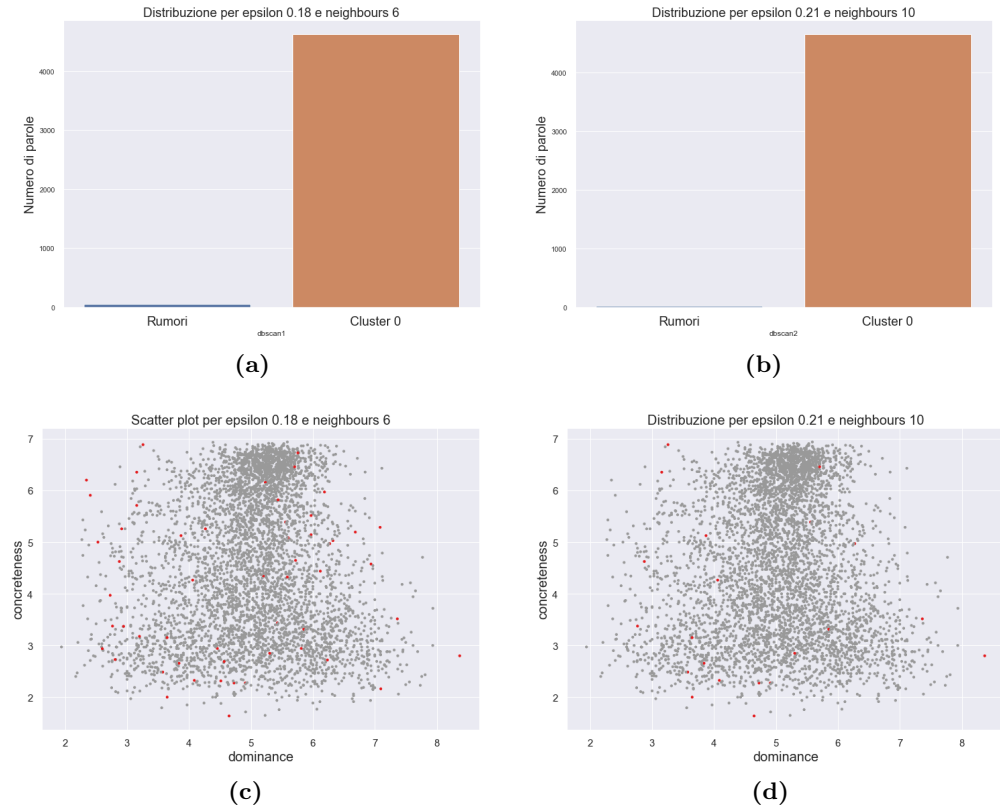 Distribuzione per epsilon 0.18 e neighbours 6
Numero di parole
4000
3000
2000
1000
0
Rumori
Cluster 0
dbscan1
(a)
Distribuzione per epsilon 0.21 e neighbours 10
Numero di parole
4000
3000
2000
1000
0
Rumori
Cluster 0
dbscan2
(b)
Scatter plot per epsilon 0.18 e neighbours 6
concreteness
7
6
5
4
3
2
2 3 4 5 6 7 8
dominance
(c)
Distribuzione per epsilon 0.21 e neighbours 10
concreteness
7
6
5
4
3
2
2 3 4 5 6 7 8
dominance
(d)